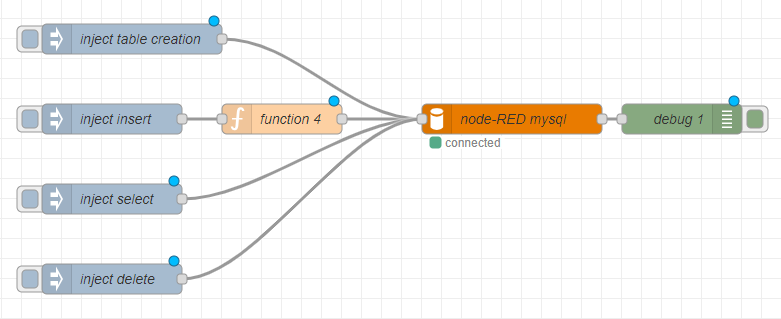 inject table creation
inject insert
function 4
node-RED mysql
debug 1
connected
inject select
inject delete